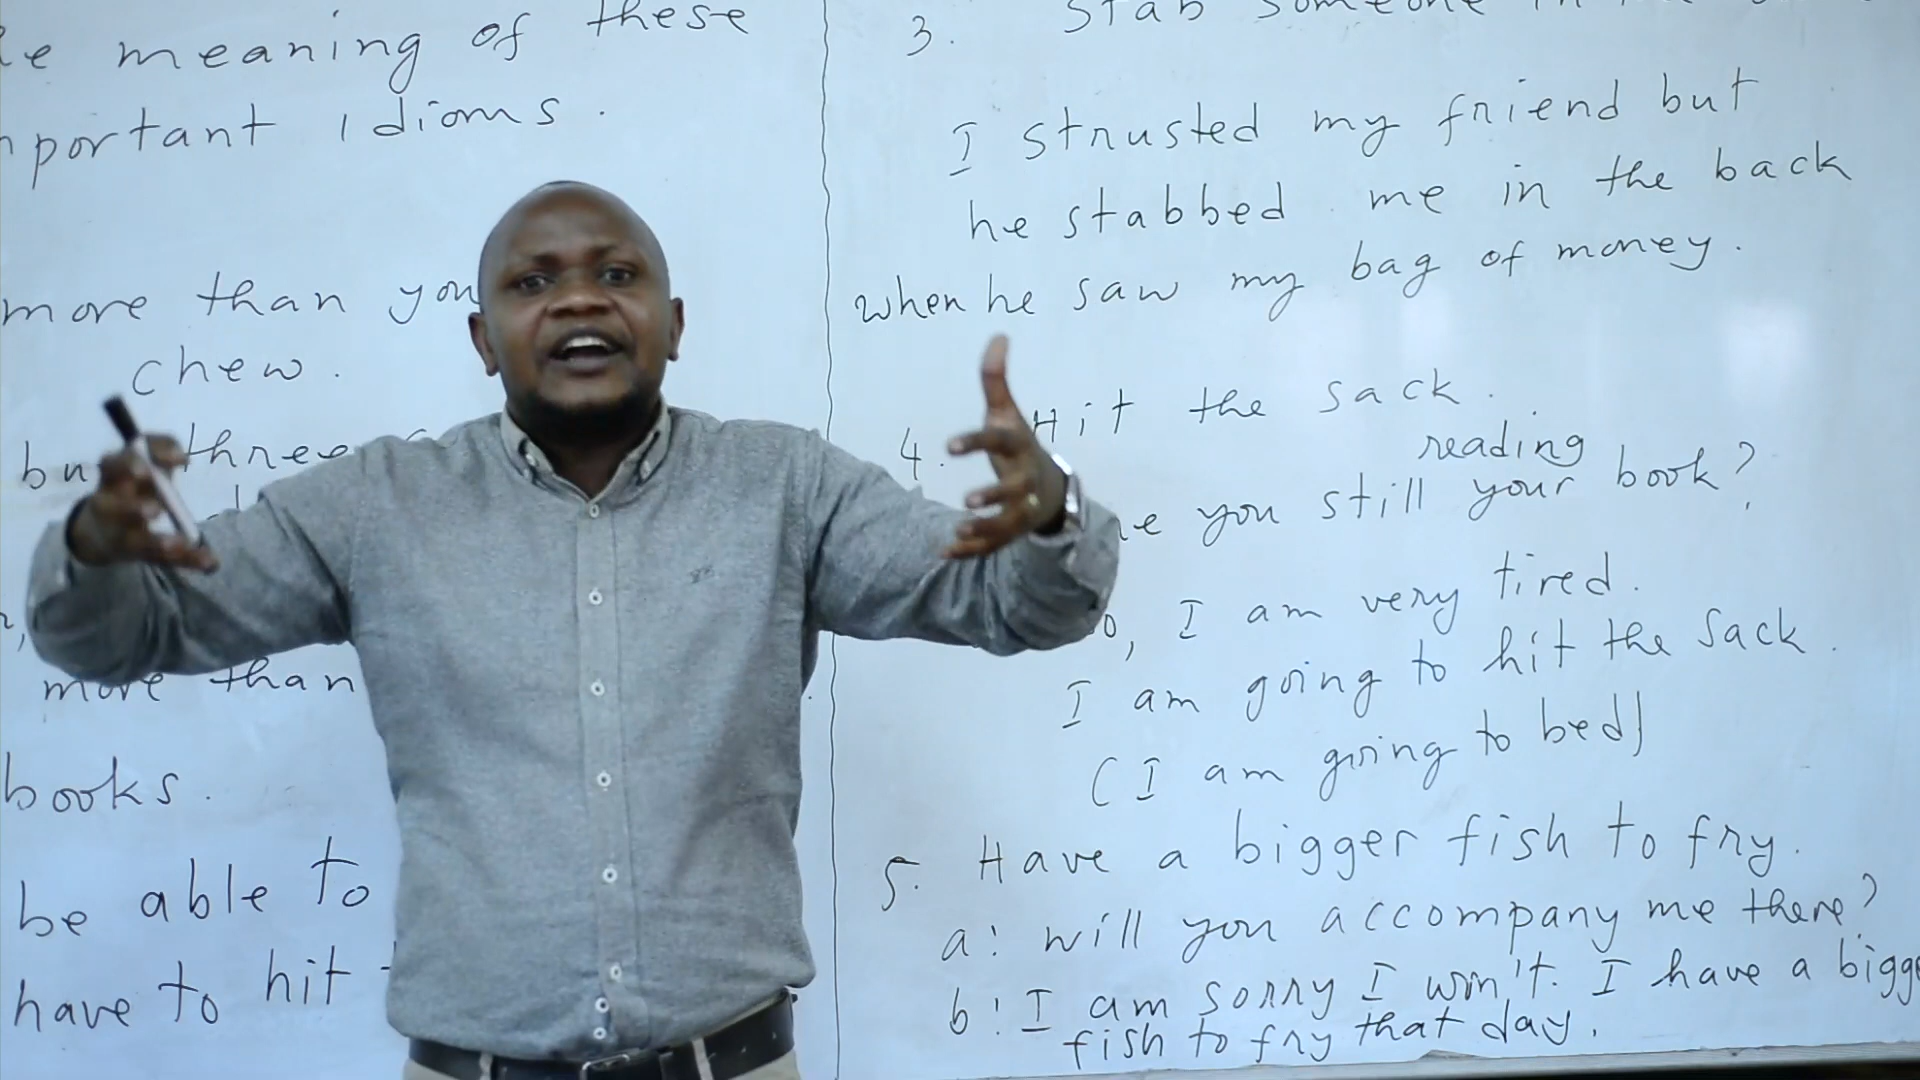 meaning of these
Idioms.
more than you
chew.
three
more than
books.
be able to
have to hit
3. Stab someone in
I strusted my friend but
he stabbed me in the back
when he saw my bag of money.
4. Hit the sack.
reading
you still your book?
I am very tired.
I am going to hit the sack.
(I am going to bed)
5. Have a bigger fish to fry.
a: will you accompany me there?
b: I am sorry I won't. I have a
fish to fry that day.